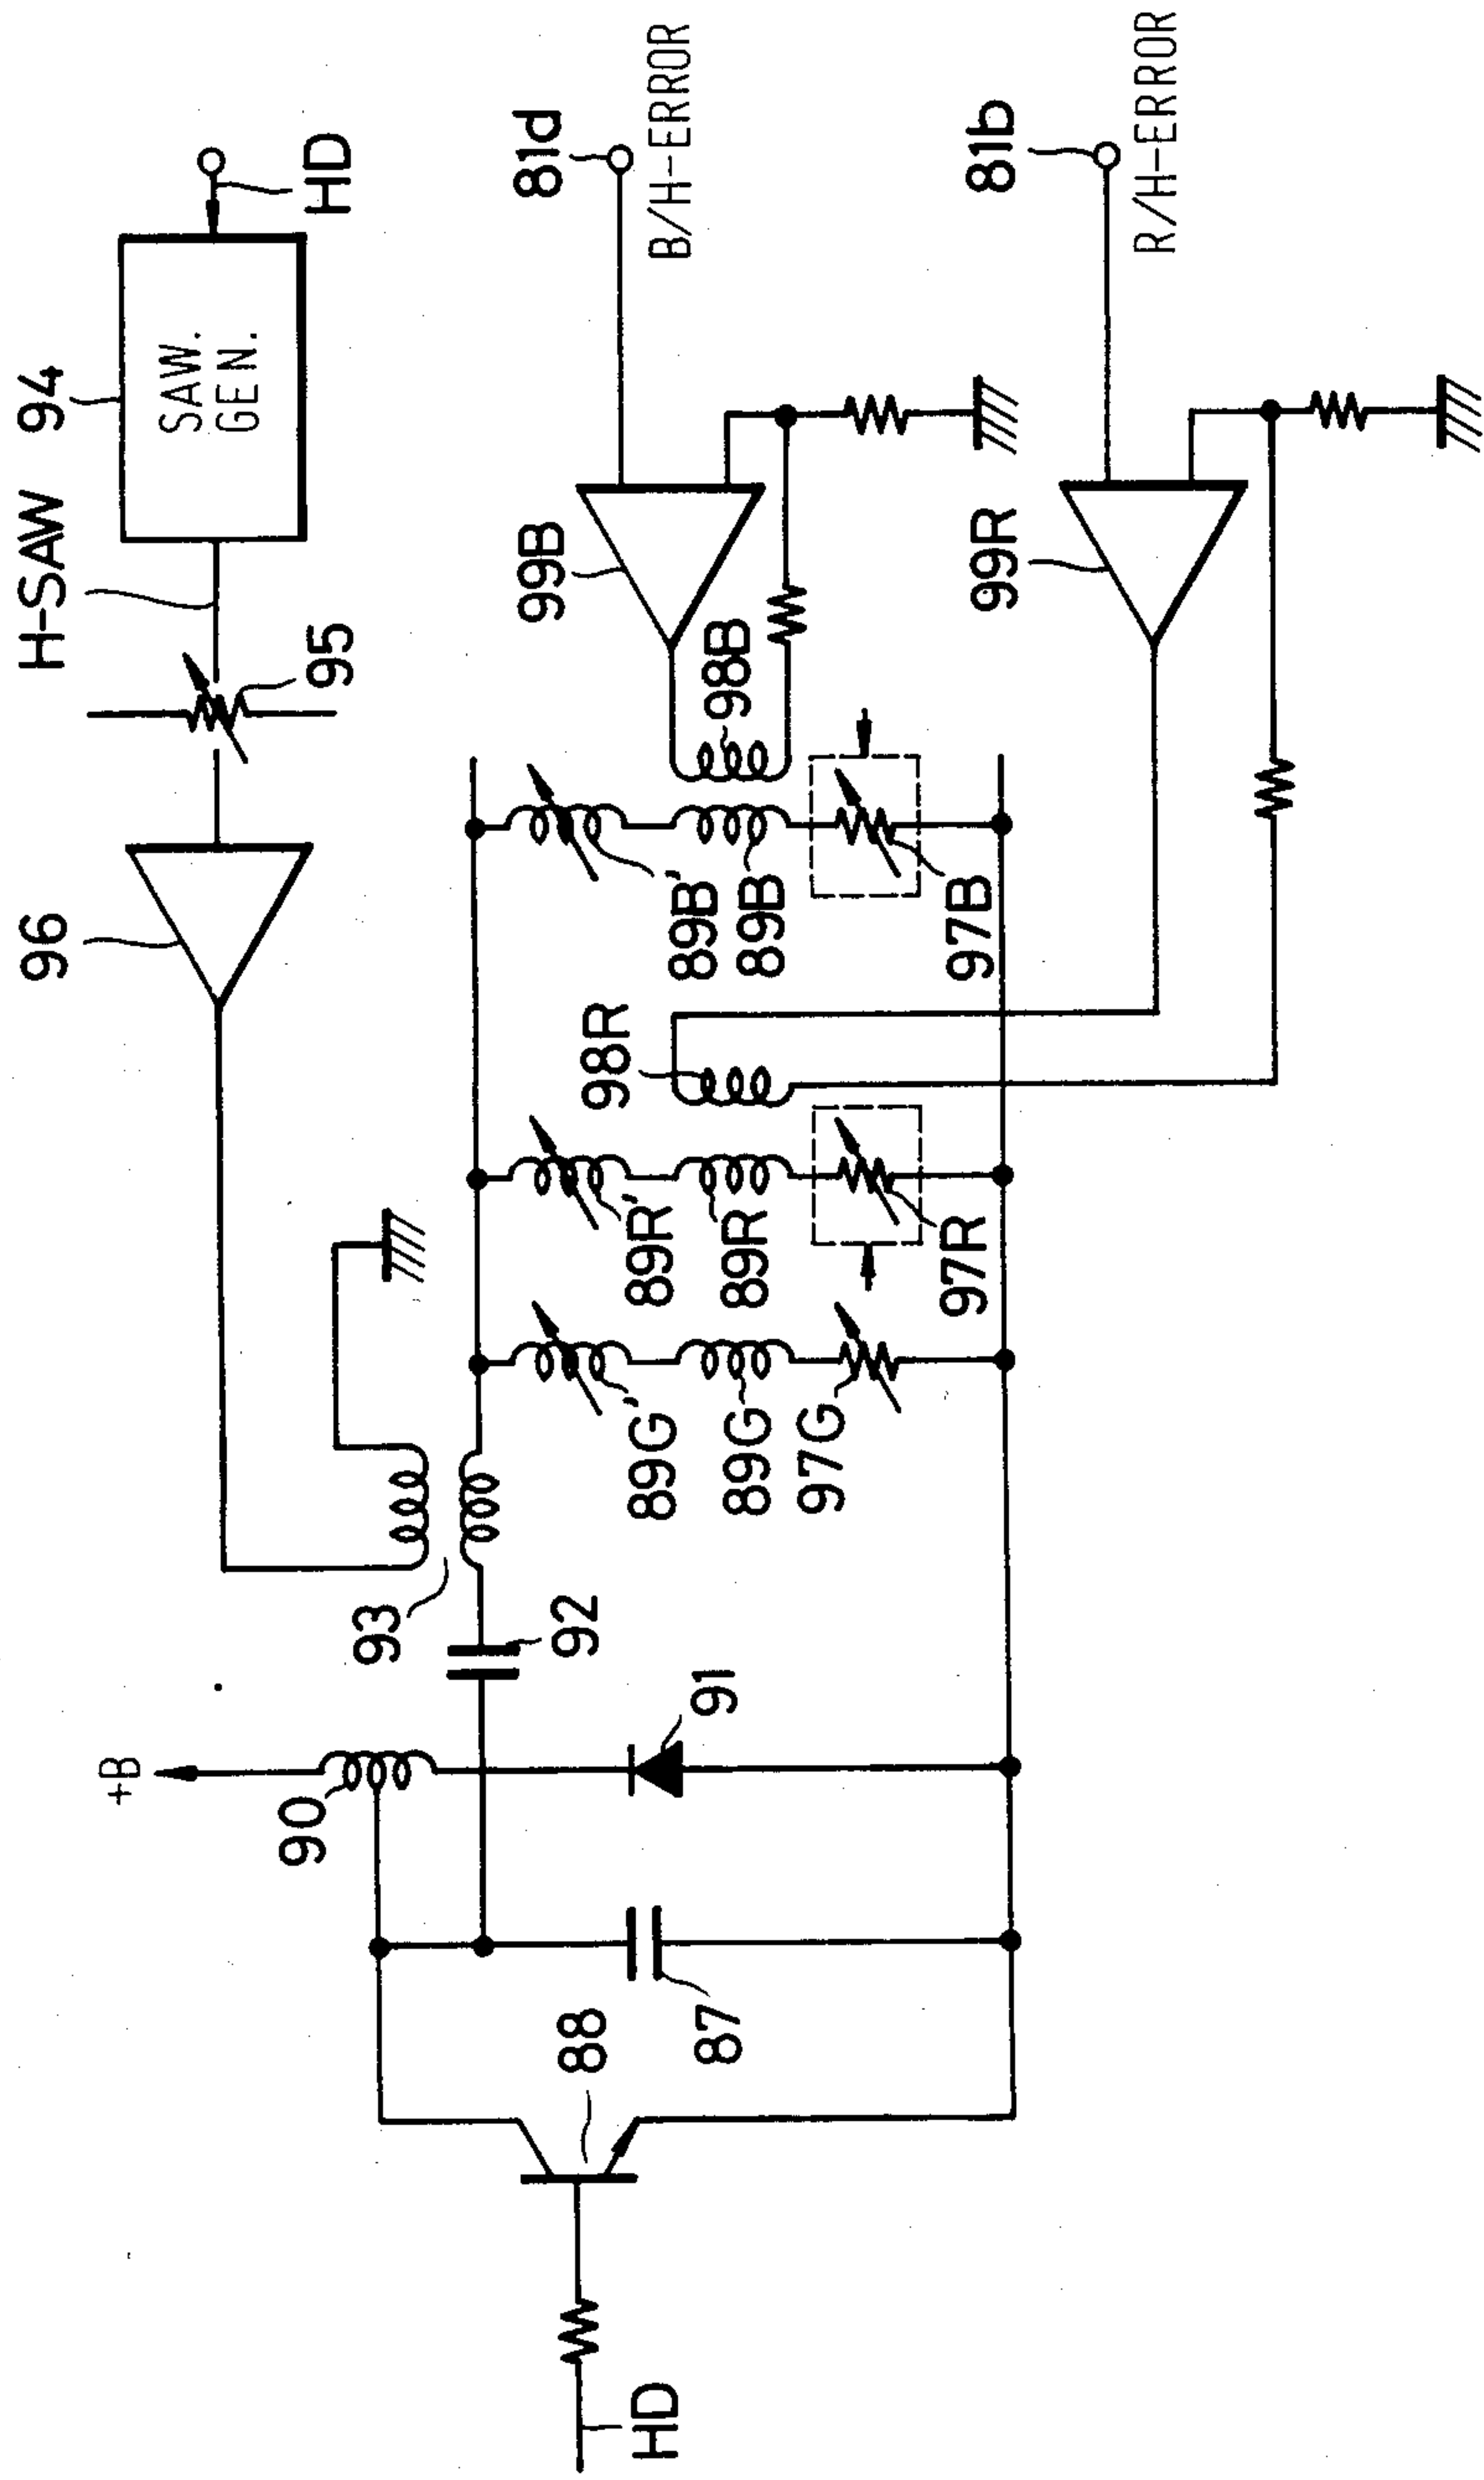 H-SAW
94
SAW.
GEN.
HD
96
95
81d
B/H-ERROR
99B
98B
81b
R/H-ERROR
99R
+B
90
93
92
91
98R
89B'
89B
97B
89R'
89R
97R
89G'
89G
97G
88
87
HD